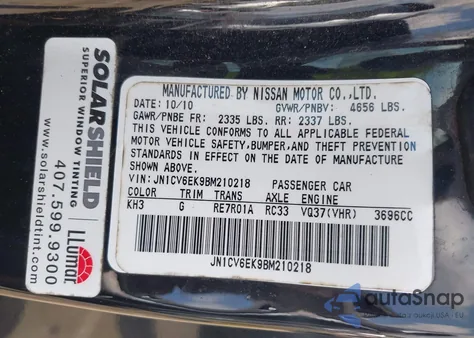 SOLARSHIELD
SUPERIOR WINDOW TINTING
407.599.9300
www.solarshieldtint.com
LLumar
MANUFACTURED BY NISSAN MOTOR CO.,LTD.
DATE: 10/10 GVWR/PNBV: 4656 LBS.
GAWR/PNBE FR: 2335 LBS. RR: 2337 LBS.
THIS VEHICLE CONFORMS TO ALL APPLICABLE FEDERAL
MOTOR VEHICLE SAFETY,BUMPER,AND THEFT PREVENTION
STANDARDS IN EFFECT ON THE DATE OF MANUFACTURE
SHOWN ABOVE.
VIN:JN1CV6EK9BM210218 PASSENGER CAR
COLOR TRIM TRANS AXLE ENGINE
KH3 G RE7R01A RC33 VQ37(VHR) 3696CC
JN1CV6EK9BM210218
autoSnap